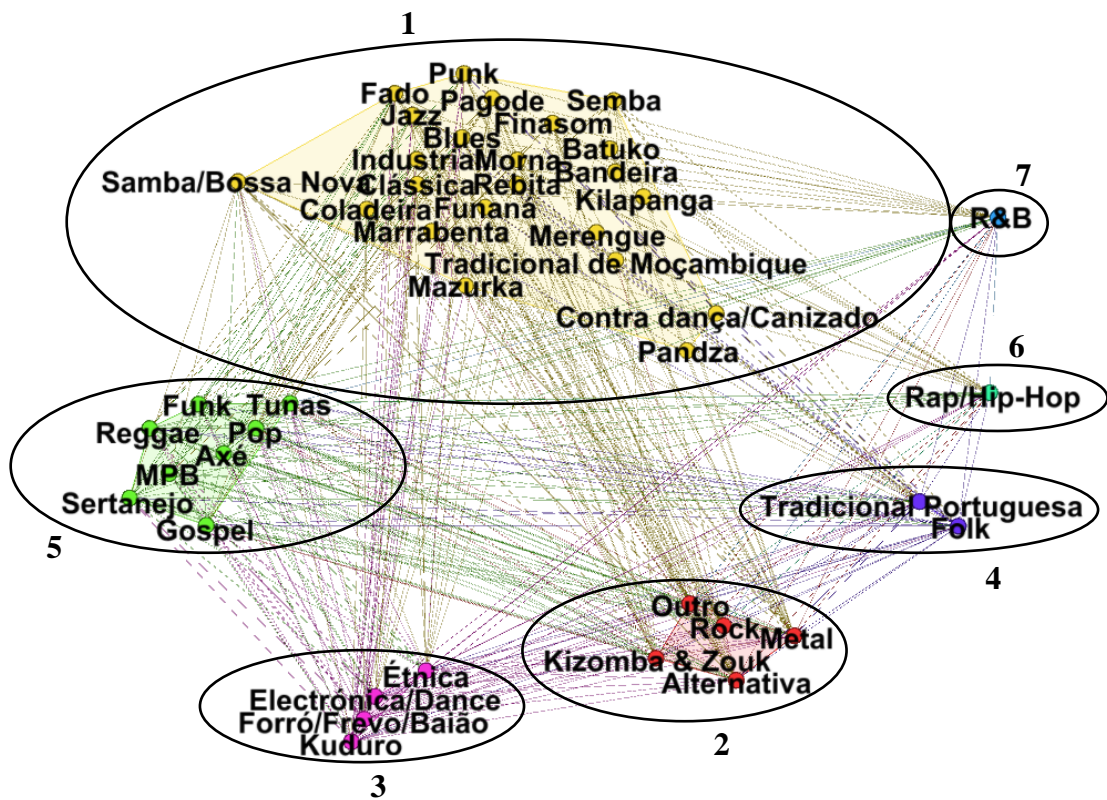 1
Punk
Fado
Pagode
Semba
Jazz
Finasom
Blues
Batuko
Industrial
Morna
Bandeira
7
Samba/Bossa Nova
Clássica
Rebita
Kilapanga
Coladeira
Funaná
R&B
Marrabenta
Merengue
Tradicional de Moçambique
Mazurka
Contra dança/Canizado
6
Pandza
Rap/Hip-Hop
Funk
Tunas
Reggae
Pop
Axé
MPB
Sertanejo
Gospel
5
Tradicional Portuguesa
Folk
4
Outro
Rock
Metal
Kizomba & Zouk
Alternativa
2
Étnica
Electrónica/Dance
Forró/Frevo/Baião
Kuduro
3